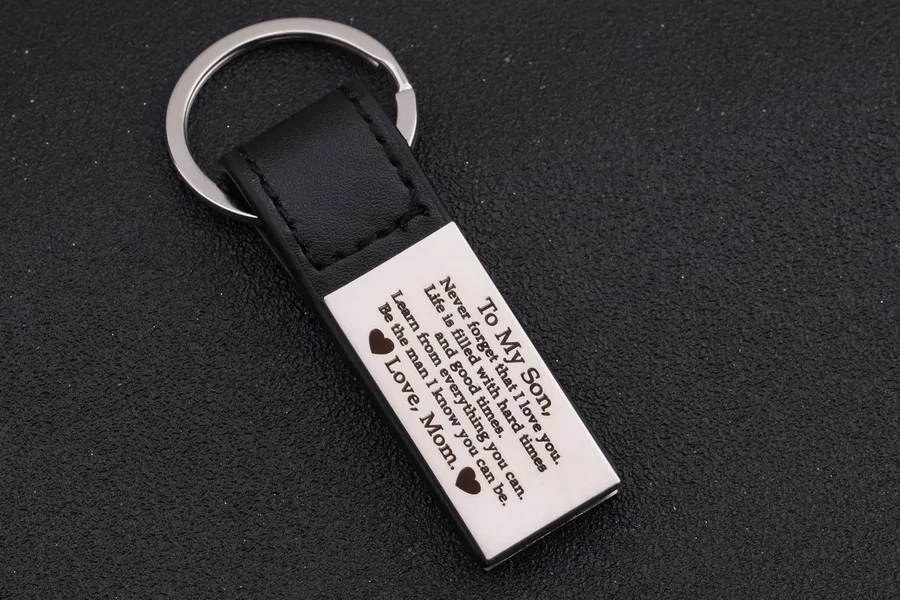 To My Son,
Never forget that I love you.
Life is filled with hard times
and good times.
Learn from everything you can.
Be the man I know you can be.
Love, Mom.